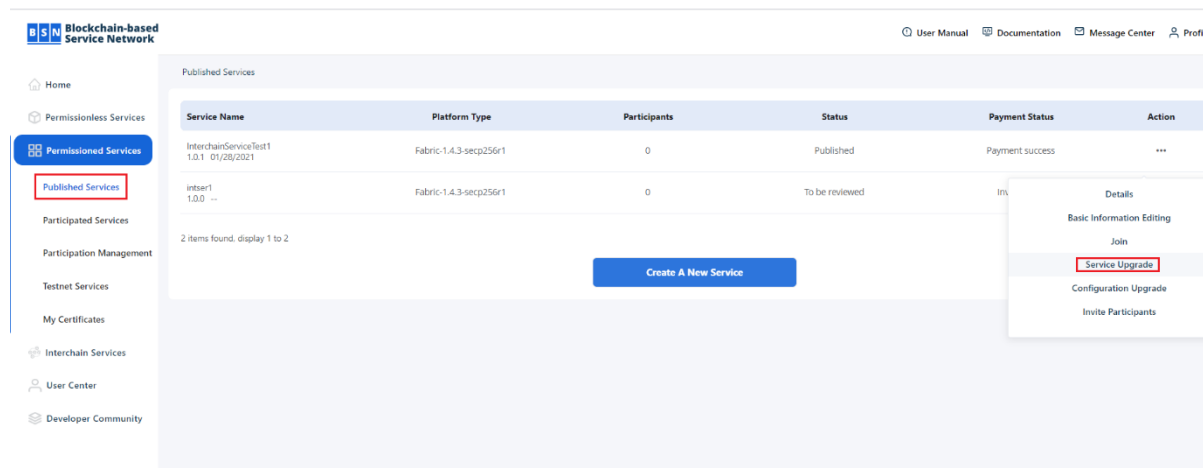 BSN Blockchain-based
Service Network
User Manual Documentation Message Center
Home
Permissionless Services
Permissioned Services
Published Services
Participated Services
Participation Management
Testnet Services
My Certificates
Interchain Services
User Center
Developer Community
Published Services
Service Name Platform Type Participants Status Payment Status Action
InterchainServiceTest1 Fabric-1.4.3-secp256r1 0 Published Payment success ...
1.0.1 01/28/2021
intser1 Fabric-1.4.3-secp256r1 0 To be reviewed
1.0.0 --
2 items found. display 1 to 2
Create A New Service
Details
Basic Information Editing
Join
Service Upgrade
Configuration Upgrade
Invite Participants